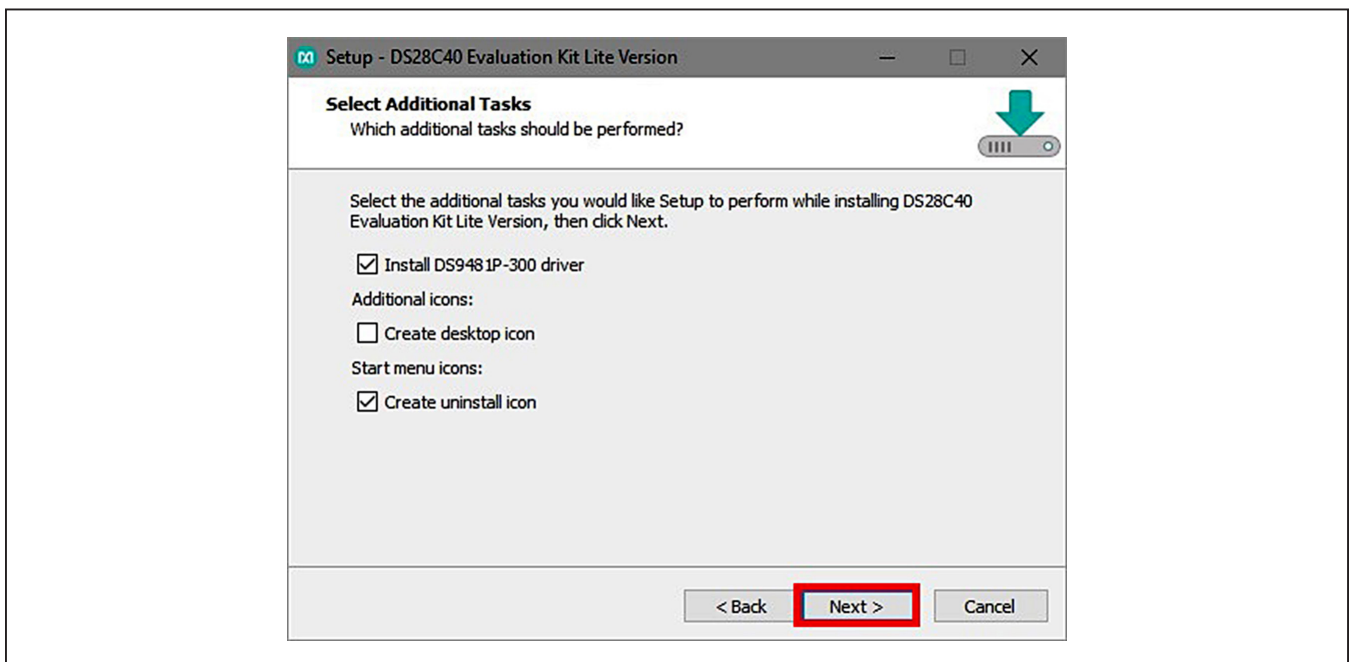 Setup - DS28C40 Evaluation Kit Lite Version
Select Additional Tasks
Which additional tasks should be performed?
Select the additional tasks you would like Setup to perform while installing DS28C40
Evaluation Kit Lite Version, then click Next.
Install DS9481P-300 driver
Additional icons:
Create desktop icon
Start menu icons:
Create uninstall icon
< Back Next > Cancel